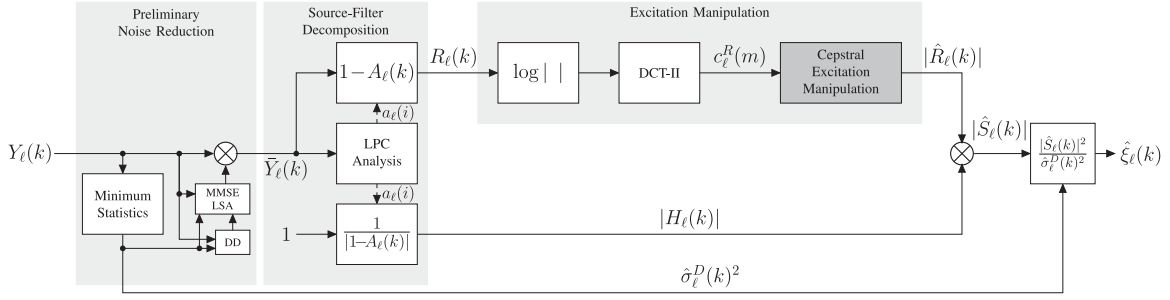 Preliminary
Noise Reduction
Source-Filter
Decomposition
Excitation Manipulation
1−A_ℓ(k)
R_ℓ(k)
log| |
DCT-II
c_ℓ^R(m)
Cepstral
Excitation
Manipulation
|R̂_ℓ(k)|
a_ℓ(i)
Y_ℓ(k)
Ȳ_ℓ(k)
LPC
Analysis
|Ŝ_ℓ(k)|
|Ŝ_ℓ(k)|²
σ̂_ℓ^D(k)²
ξ̂_ℓ(k)
Minimum
Statistics
MMSE
LSA
DD
a_ℓ(i)
1
1
|1−A_ℓ(k)|
|H_ℓ(k)|
σ̂_ℓ^D(k)²